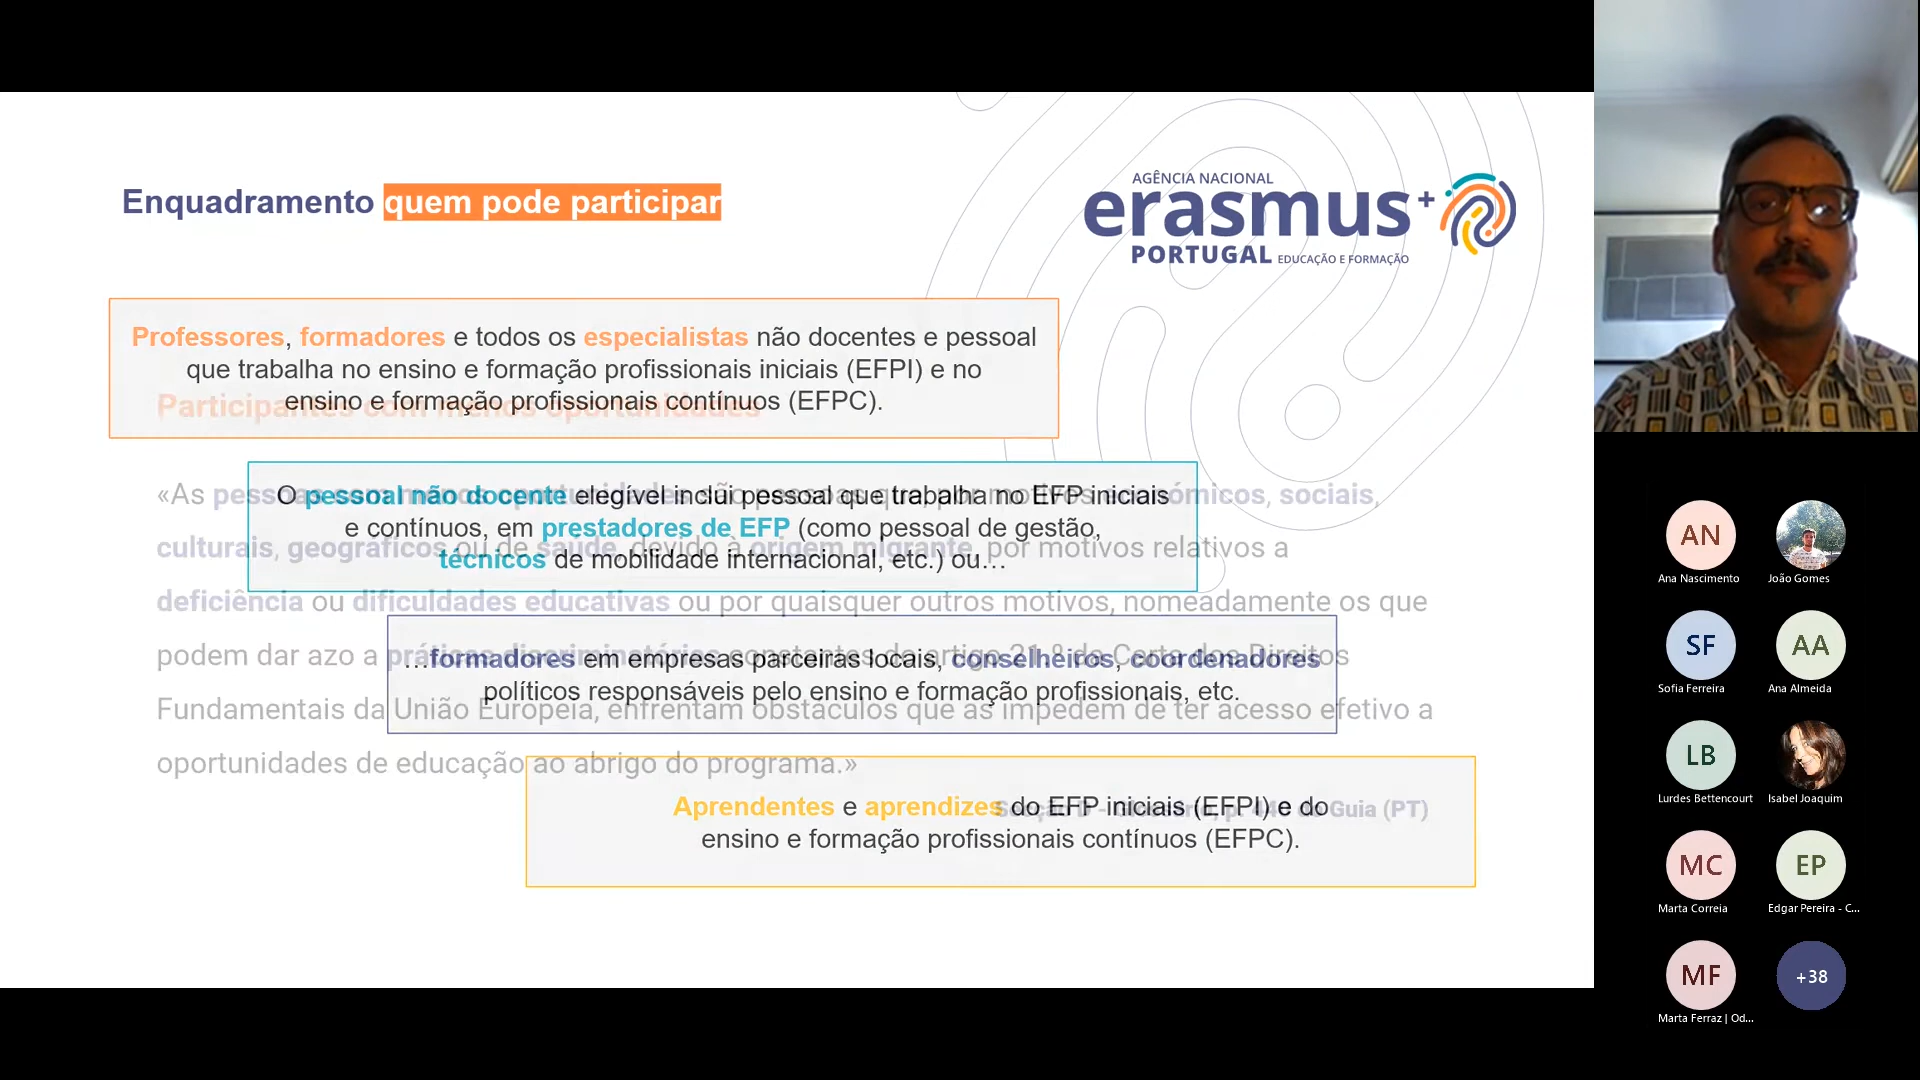 Enquadramento quem pode participar
AGÊNCIA NACIONAL
erasmus+
PORTUGAL EDUCAÇÃO E FORMAÇÃO
Professores, formadores e todos os especialistas não docentes e pessoal
que trabalha no ensino e formação profissionais iniciais (EFPI) e no
ensino e formação profissionais contínuos (EFPC).
Participantes com menos oportunidades
O pessoal não docente elegível inclui pessoal que trabalha no EFP iniciais
e contínuos, em prestadores de EFP (como pessoal de gestão,
técnicos de mobilidade internacional, etc.) ou…
«As pessoas com menos oportunidades são pessoas que, por motivos económicos, sociais,
culturais, geográficos ou de saúde, devido à origem migrante, por motivos relativos a
deficiência ou dificuldades educativas ou por quaisquer outros motivos, nomeadamente os que
podem dar azo a práticas discriminatórias constantes do artigo 21.º da Carta dos Direitos
Fundamentais da União Europeia, enfrentam obstáculos que as impedem de ter acesso efetivo a
oportunidades de educação ao abrigo do programa.»
…formadores em empresas parceiras locais, conselheiros, coordenadores
políticos responsáveis pelo ensino e formação profissionais, etc.
Aprendentes e aprendizes do EFP iniciais (EFPI) e do
ensino e formação profissionais contínuos (EFPC).
Guia (PT)
AN
Ana Nascimento
João Gomes
SF
Sofia Ferreira
AA
Ana Almeida
LB
Lurdes Bettencourt
Isabel Joaquim
MC
Marta Correia
EP
Edgar Pereira - C...
MF
Marta Ferraz | Od...
+38